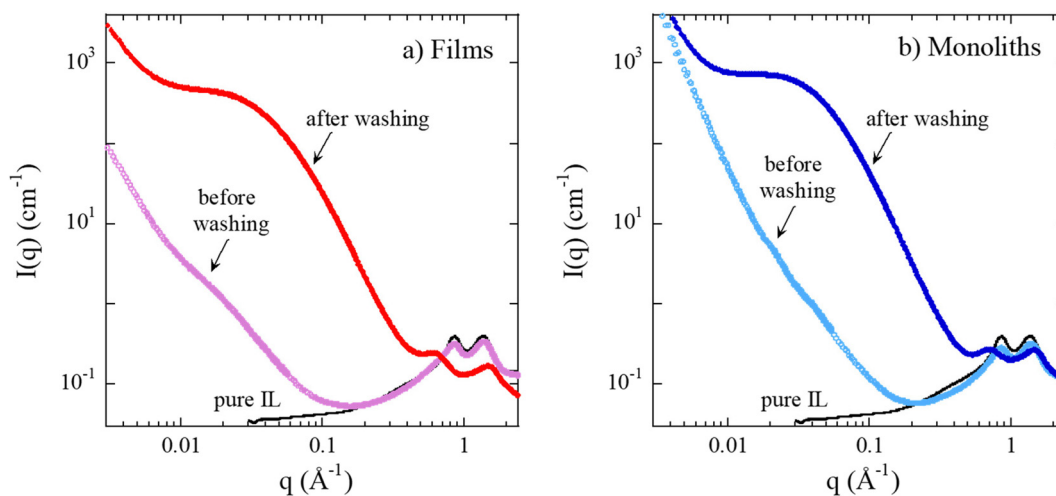 a) Films
10³
10¹
10⁻¹
I(q) (cm⁻¹)
after washing
before
washing
pure IL
0.01
0.1
1
q (Å⁻¹)
b) Monoliths
10³
10¹
10⁻¹
I(q) (cm⁻¹)
after washing
before
washing
pure IL
0.01
0.1
1
q (Å⁻¹)